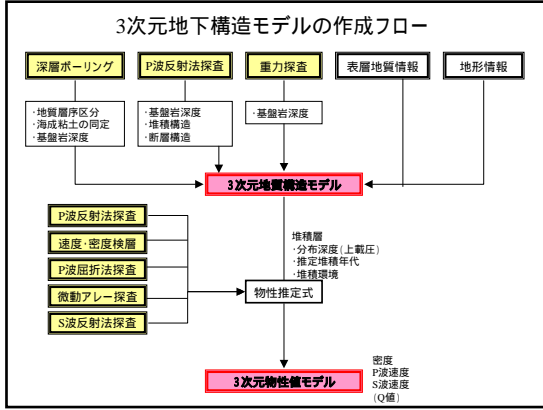 3次元地下構造モデルの作成フロー
深層ボーリング
P波反射法探査
重力探査
表層地質情報
地形情報
・地質層序区分
・海成粘土の同定
・基盤岩深度
・基盤岩深度
・堆積構造
・断層構造
・基盤岩深度
3次元地質構造モデル
P波反射法探査
速度・密度検層
P波屈折法探査
微動アレー探査
S波反射法探査
堆積層
・分布深度(上載圧)
・推定堆積年代
・堆積環境
物性推定式
3次元物性値モデル
密度
P波速度
S波速度
(Q値)